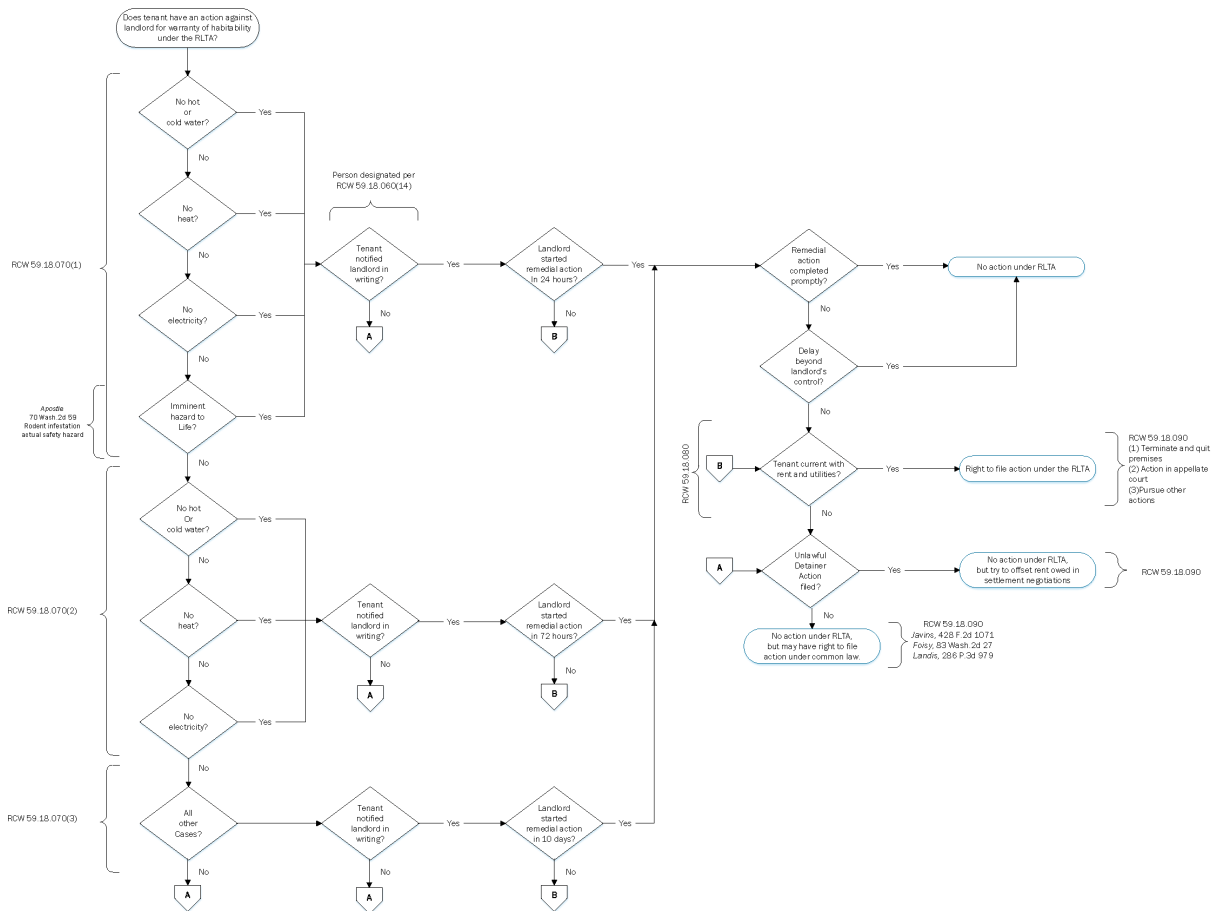 Does tenant have an action against
landlord for warranty of habitability
under the RLTA?
No hot
or
cold water?
Yes
No
No
heat?
Yes
No
No
electricity?
Yes
No
Imminent
hazard to
Life?
Yes
No
RCW 59.18.070(1)
Apostle
70 Wash.2d 59
Rodent infestation
astual safety hazard
Person designated per
RCW 59.18.060(14)
Tenant
notified
landlord in
writing?
Yes
No
A
Landlord
started
remedial action
In 24 hours?
Yes
No
B
No hot
Or
cold water?
Yes
No
No
heat?
Yes
No
No
electricity?
Yes
No
RCW 59.18.070(2)
Tenant
notified
landlord in
writing?
Yes
No
A
Landlord
started
remedial action
in 72 hours?
Yes
No
B
RCW 59.18.070(3)
All
other
Cases?
No
A
Tenant
notified
landlord in
writing?
Yes
No
A
Landlord
started
remedial action
in 10 days?
Yes
No
B
Remedial
action
completed
promptly?
Yes
No action under RLTA
No
Delay
beyond
landlord's
control?
Yes
No
RCW 59.18.080
B
Tenant current with
rent and utilities?
Yes
Right to file action under the RLTA
RCW 59.18.090
(1) Terminate and quit
premises
(2) Action in appellate
court
(3)Pursue other
actions
No
A
Unlawful
Detainer
Action
filed?
Yes
No action under RLTA,
but try to offset rent owed in
settlement negotiations
RCW 59.18.090
No
No action under RLTA,
but may have right to file
action under common law.
RCW 59.18.090
Javins, 428 F.2d 1071
Foisy, 83 Wash.2d 27
Landis, 286 P.3d 979